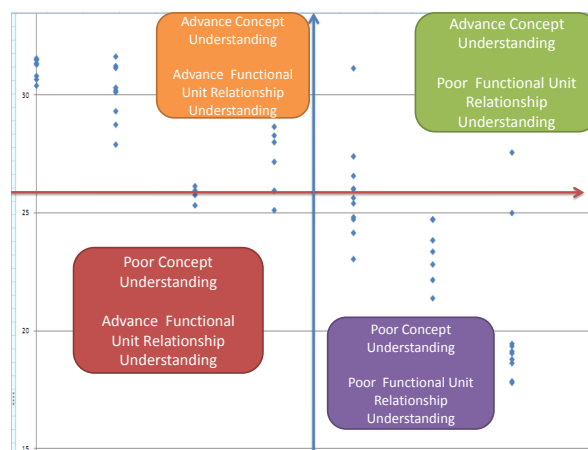 Advance Concept
Understanding
Advance Functional
Unit Relationship
Understanding
Advance Concept
Understanding
Poor Functional Unit
Relationship
Understanding
30
25
Poor Concept
Understanding
Advance Functional
Unit Relationship
Understanding
20
Poor Concept
Understanding
Poor Functional Unit
Relationship
Understanding
15